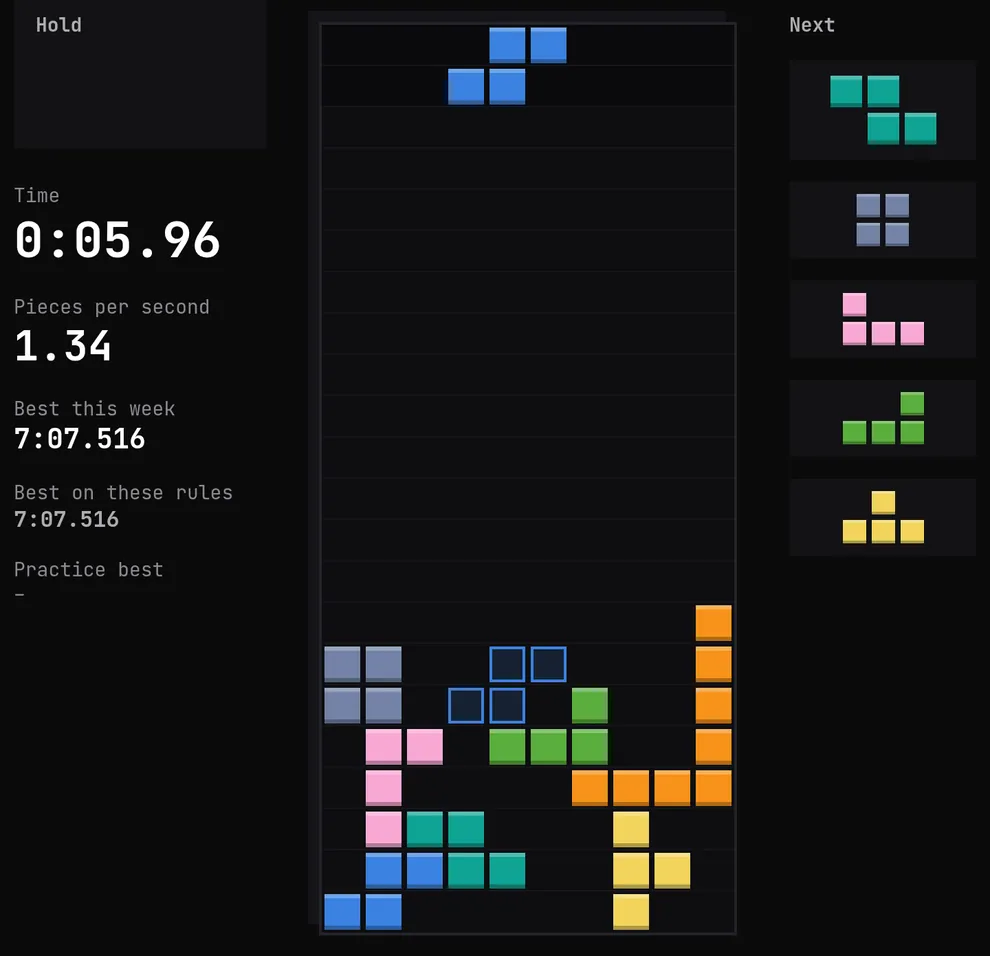 Hold
Next
Time
0:05.96
Pieces per second
1.34
Best this week
7:07.516
Best on these rules
7:07.516
Practice best
–